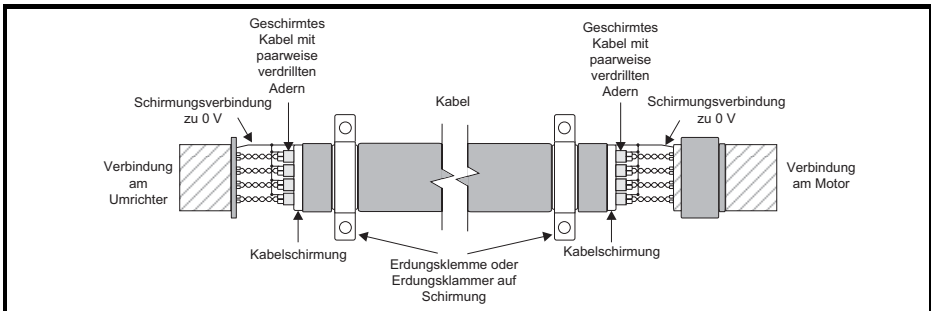 Geschirmtes
Kabel mit
paarweise
verdrillten
Adern
Geschirmtes
Kabel mit
paarweise
verdrillten
Adern
Schirmungsverbindung
zu 0 V
Kabel
Schirmungsverbindung
zu 0 V
Verbindung
am
Umrichter
Verbindung
am Motor
Kabelschirmung
Erdungsklemme oder
Erdungsklammer auf
Schirmung
Kabelschirmung